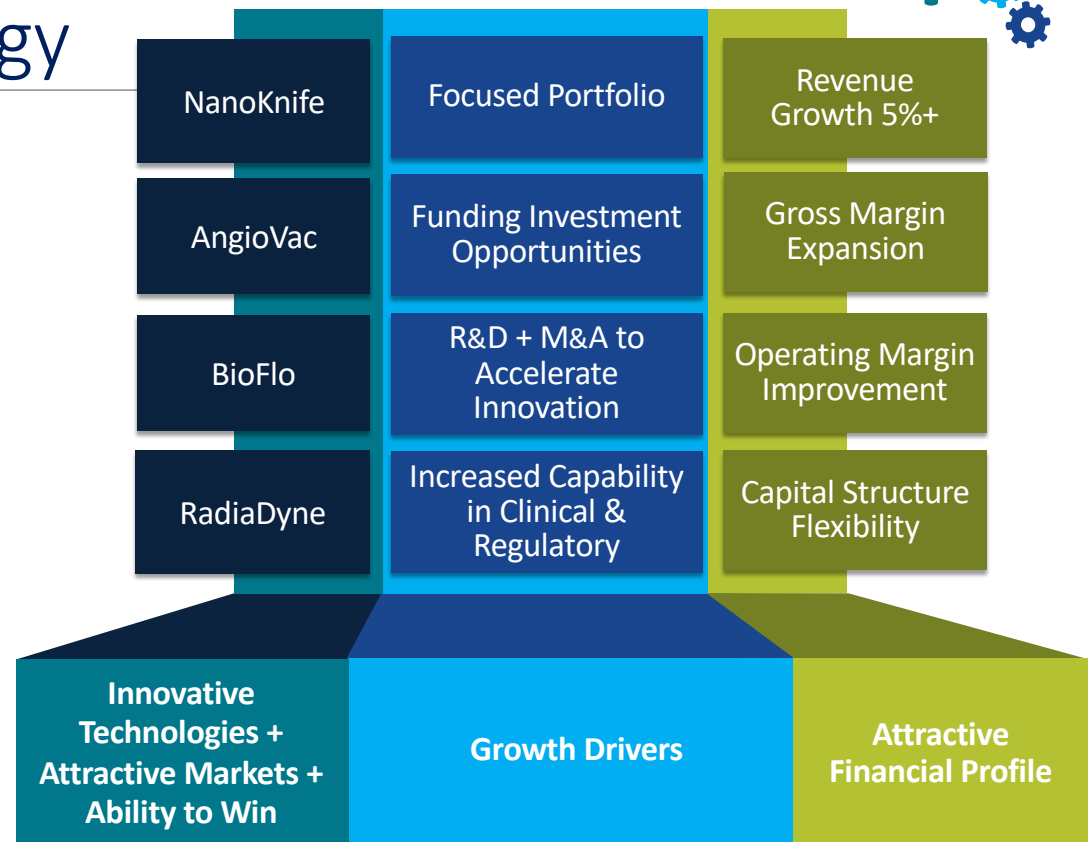 gy
NanoKnife
Focused Portfolio
Revenue
Growth 5%+
AngioVac
Funding Investment
Opportunities
Gross Margin
Expansion
BioFlo
R&D + M&A to
Accelerate
Innovation
Operating Margin
Improvement
RadiaDyne
Increased Capability
in Clinical &
Regulatory
Capital Structure
Flexibility
Innovative
Technologies +
Attractive Markets +
Ability to Win
Growth Drivers
Attractive
Financial Profile